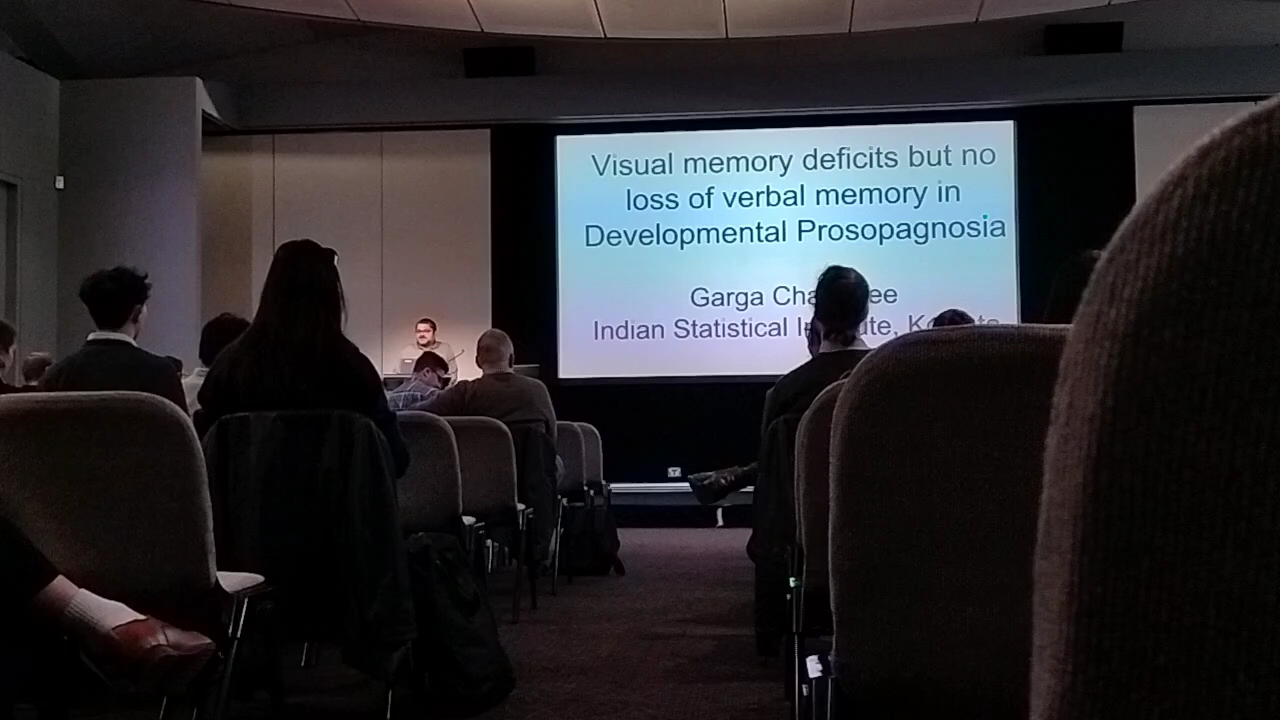 Visual memory deficits but no
loss of verbal memory in
Developmental Prosopagnosia
Garga
Indian Statistical